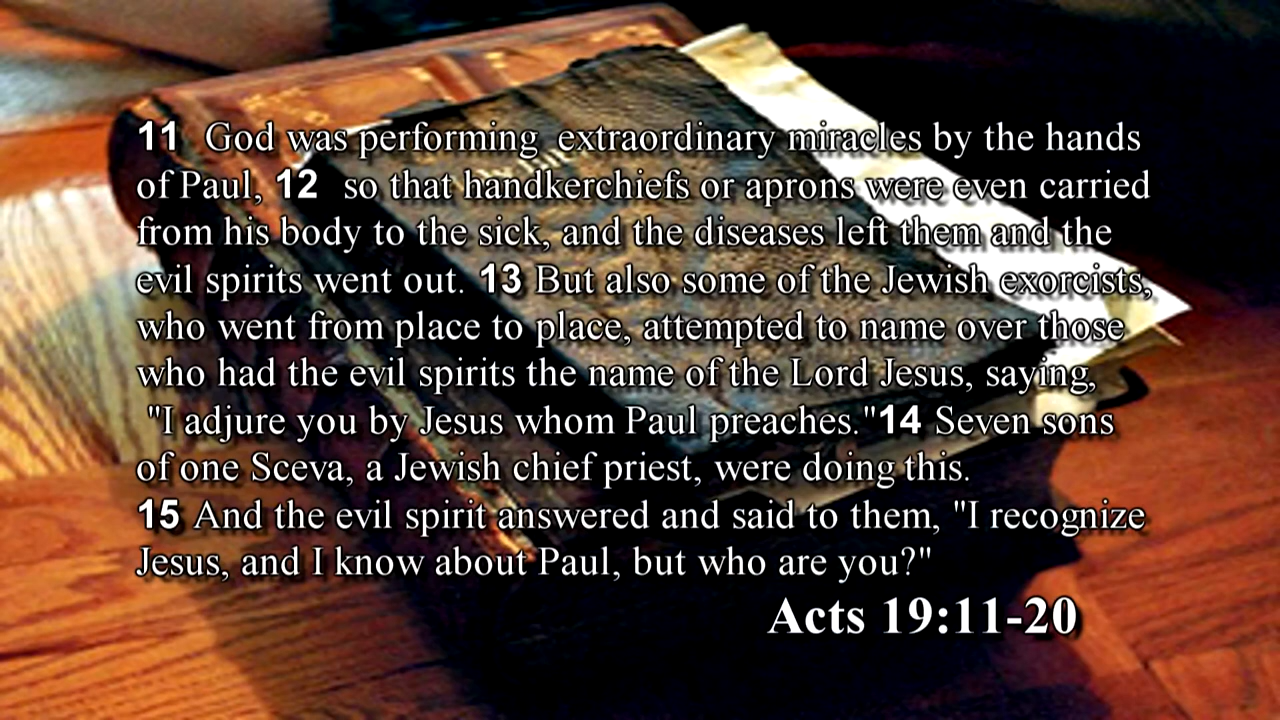 11 God was performing extraordinary miracles by the hands
of Paul, 12 so that handkerchiefs or aprons were even carried
from his body to the sick, and the diseases left them and the
evil spirits went out. 13 But also some of the Jewish exorcists,
who went from place to place, attempted to name over those
who had the evil spirits the name of the Lord Jesus, saying,
"I adjure you by Jesus whom Paul preaches."14 Seven sons
of one Sceva, a Jewish chief priest, were doing this.
15 And the evil spirit answered and said to them, "I recognize
Jesus, and I know about Paul, but who are you?"
Acts 19:11-20